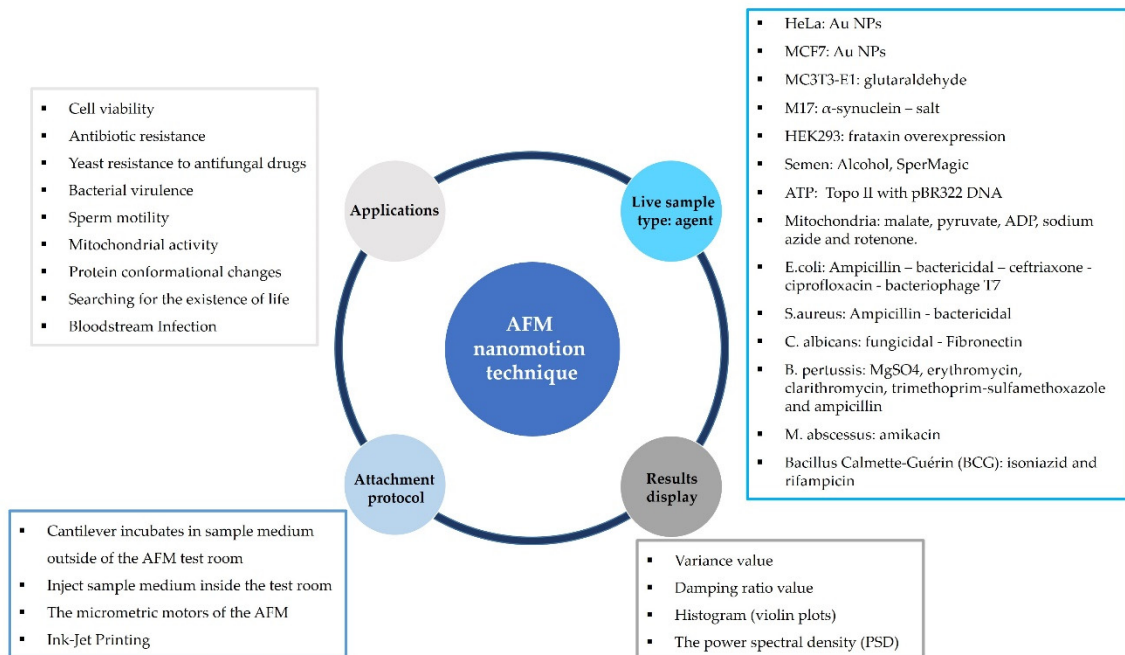 ▪ Cell viability
▪ Antibiotic resistance
▪ Yeast resistance to antifungal drugs
▪ Bacterial virulence
▪ Sperm motility
▪ Mitochondrial activity
▪ Protein conformational changes
▪ Searching for the existence of life
▪ Bloodstream Infection
Applications
Live sample
type: agent
▪ HeLa: Au NPs
▪ MCF7: Au NPs
▪ MC3T3-E1: glutaraldehyde
▪ M17: α-synuclein – salt
▪ HEK293: frataxin overexpression
▪ Semen: Alcohol, SperMagic
▪ ATP: Topo II with pBR322 DNA
▪ Mitochondria: malate, pyruvate, ADP, sodium
azide and rotenone.
▪ E.coli: Ampicillin – bactericidal – ceftriaxone -
ciprofloxacin - bacteriophage T7
▪ S.aureus: Ampicillin - bactericidal
▪ C. albicans: fungicidal - Fibronectin
▪ B. pertussis: MgSO4, erythromycin,
clarithromycin, trimethoprim-sulfamethoxazole
and ampicillin
▪ M. abscessus: amikacin
▪ Bacillus Calmette-Guérin (BCG): isoniazid and
rifampicin
AFM
nanomotion
technique
Attachment
protocol
Results
display
▪ Cantilever incubates in sample medium
outside of the AFM test room
▪ Inject sample medium inside the test room
▪ The micrometric motors of the AFM
▪ Ink-Jet Printing
▪ Variance value
▪ Damping ratio value
▪ Histogram (violin plots)
▪ The power spectral density (PSD)